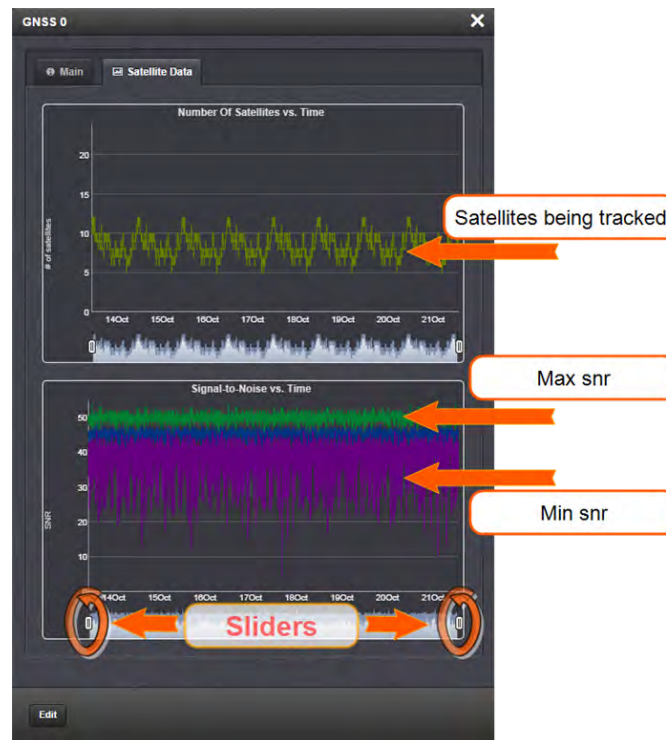 GNSS 0
Main
Satellite Data
Number Of Satellites vs. Time
# of satellites
20
15
10
5
0
14Oct 15Oct 16Oct 17Oct 18Oct 19Oct 20Oct 21Oct
Satellites being tracked
Signal-to-Noise vs. Time
SNR
50
40
30
20
10
14Oct 15Oct 16Oct 17Oct 18Oct 19Oct 20Oct 21Oct
Max snr
Min snr
Sliders
Edit